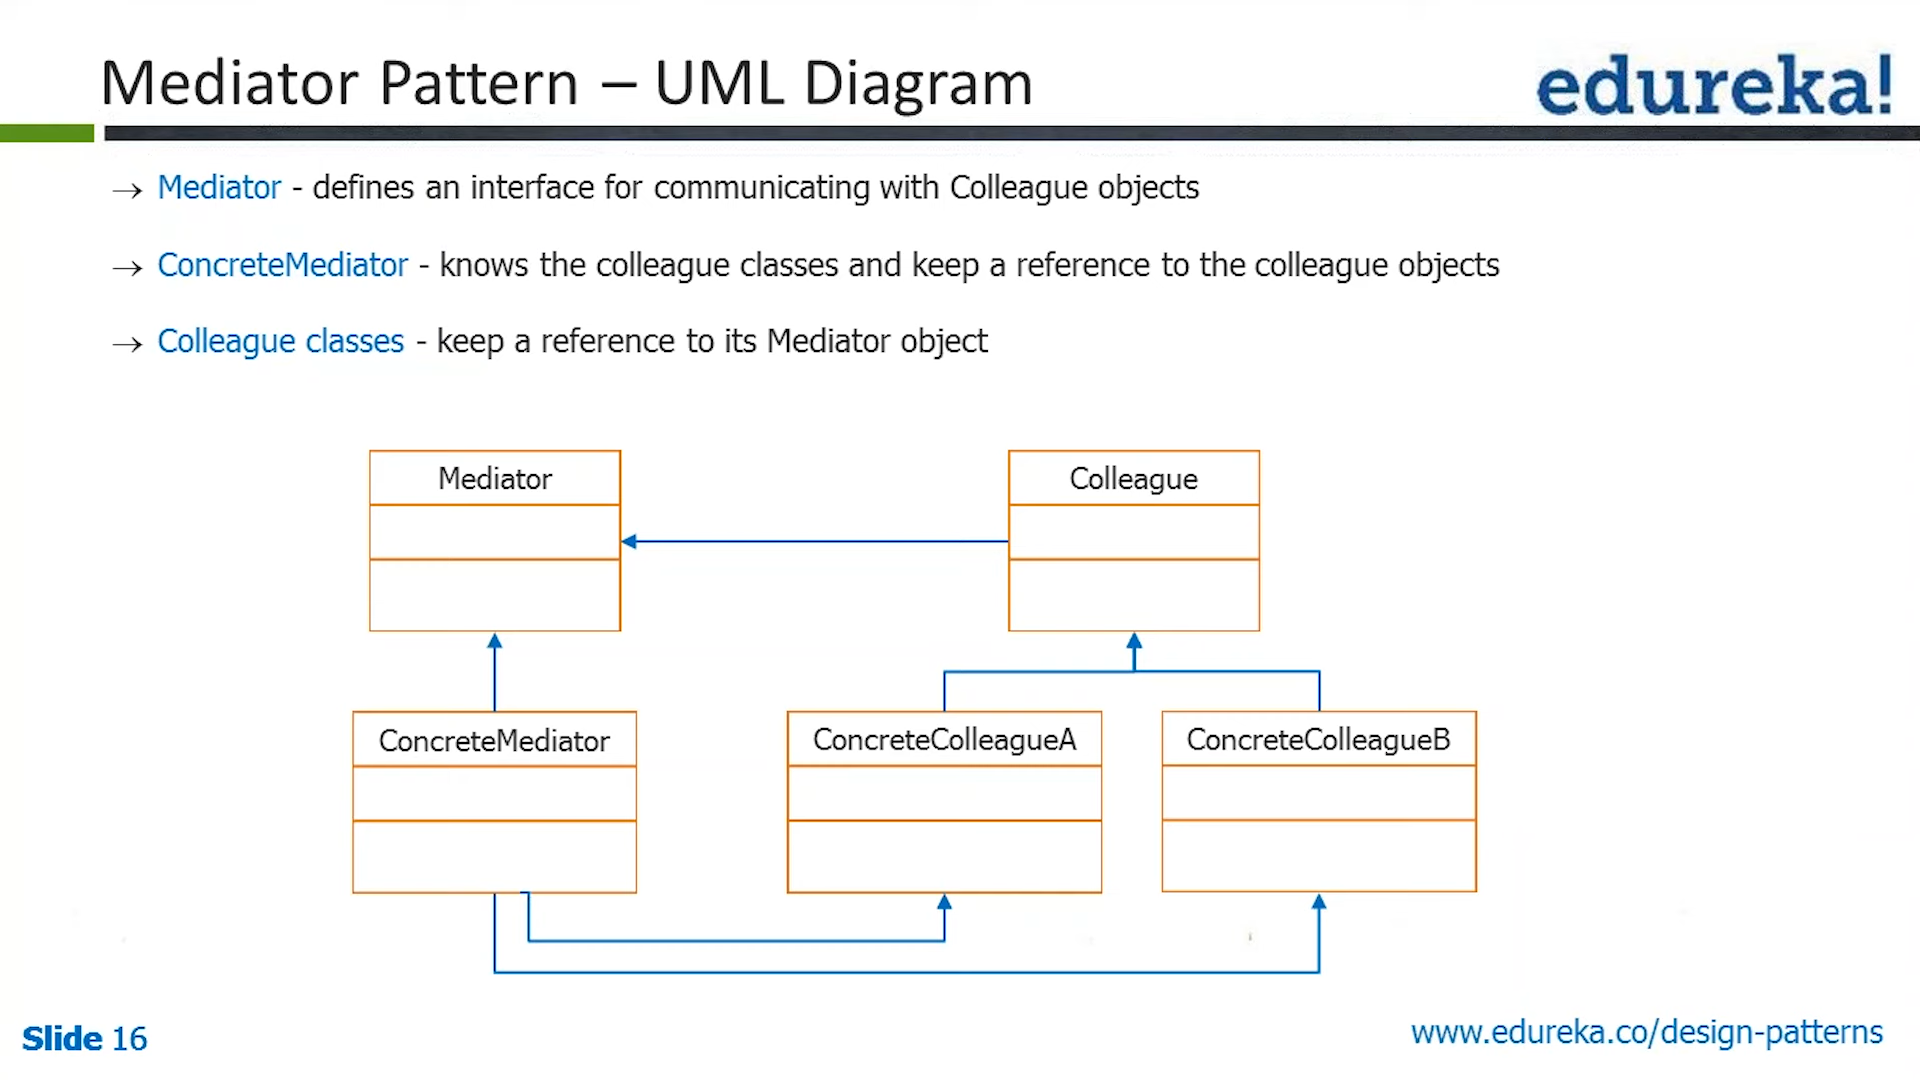 Mediator Pattern – UML Diagram
edureka!
→ Mediator - defines an interface for communicating with Colleague objects
→ ConcreteMediator - knows the colleague classes and keep a reference to the colleague objects
→ Colleague classes - keep a reference to its Mediator object
Mediator
Colleague
ConcreteMediator
ConcreteColleagueA
ConcreteColleagueB
Slide 16
www.edureka.co/design-patterns